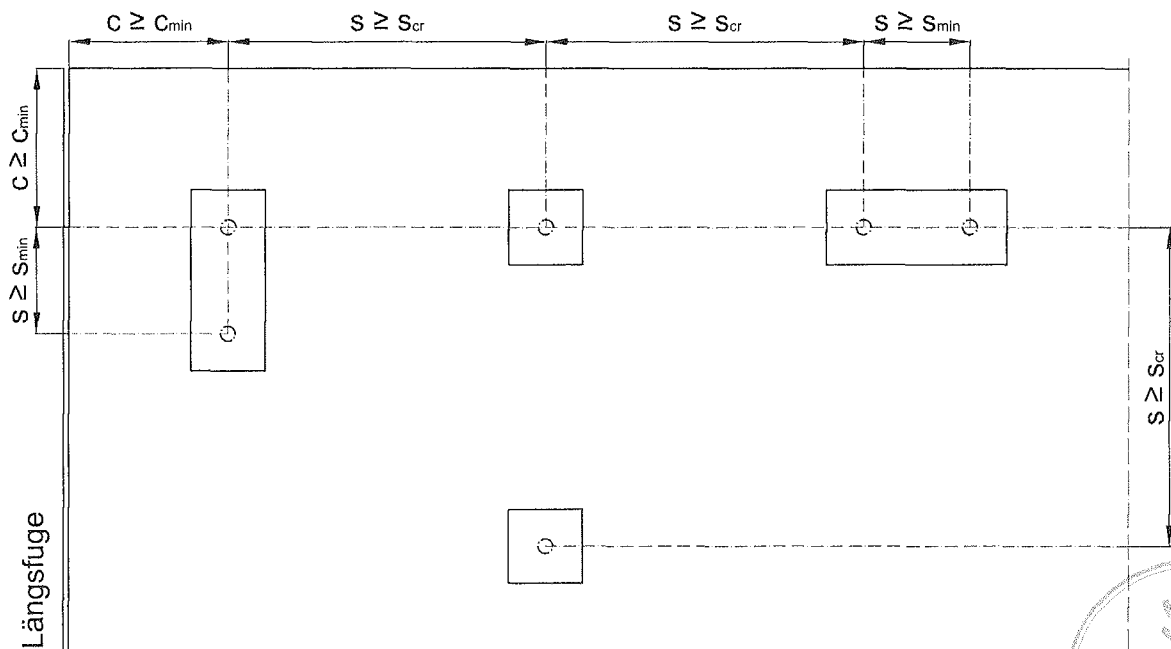 c ≥ cmin
s ≥ scr
s ≥ scr
s ≥ smin
c ≥ cmin
s ≥ smin
s ≥ scr
Längsfuge